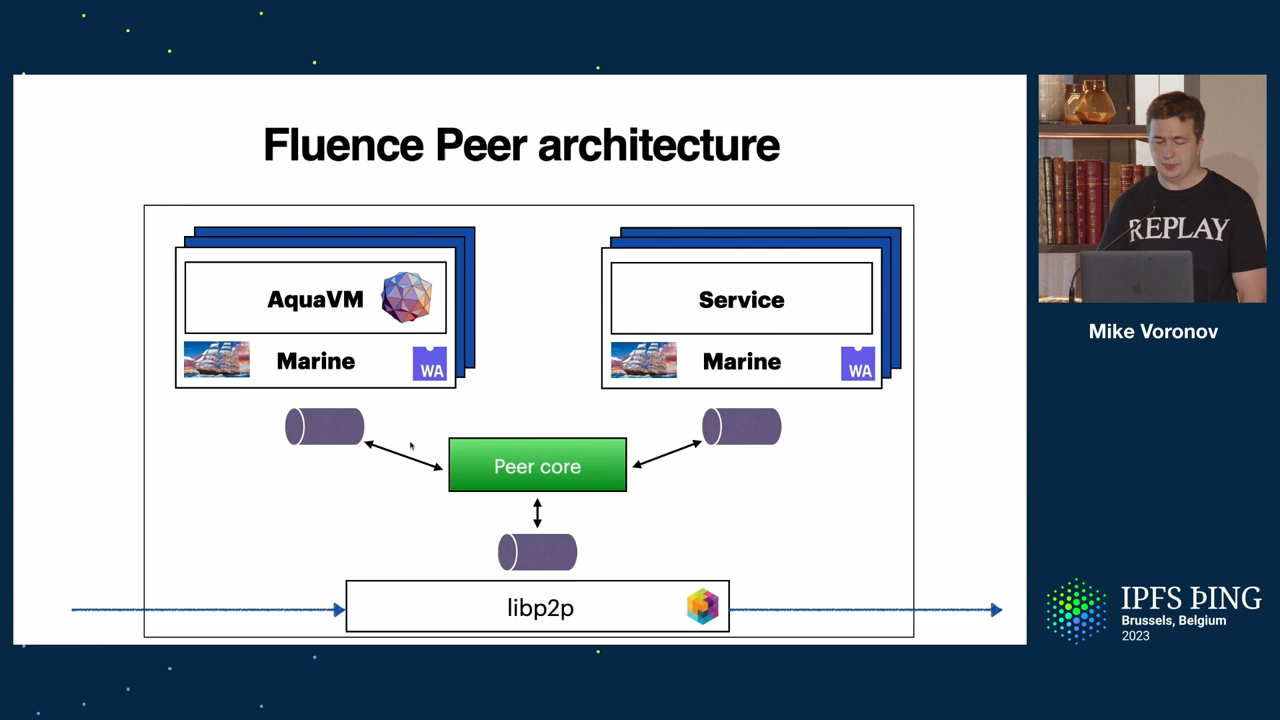 Fluence Peer architecture
AquaVM
Marine
WA
Service
Marine
WA
Peer core
libp2p
REPLAY
Mike Voronov
IPFS ÞING
Brussels, Belgium
2023